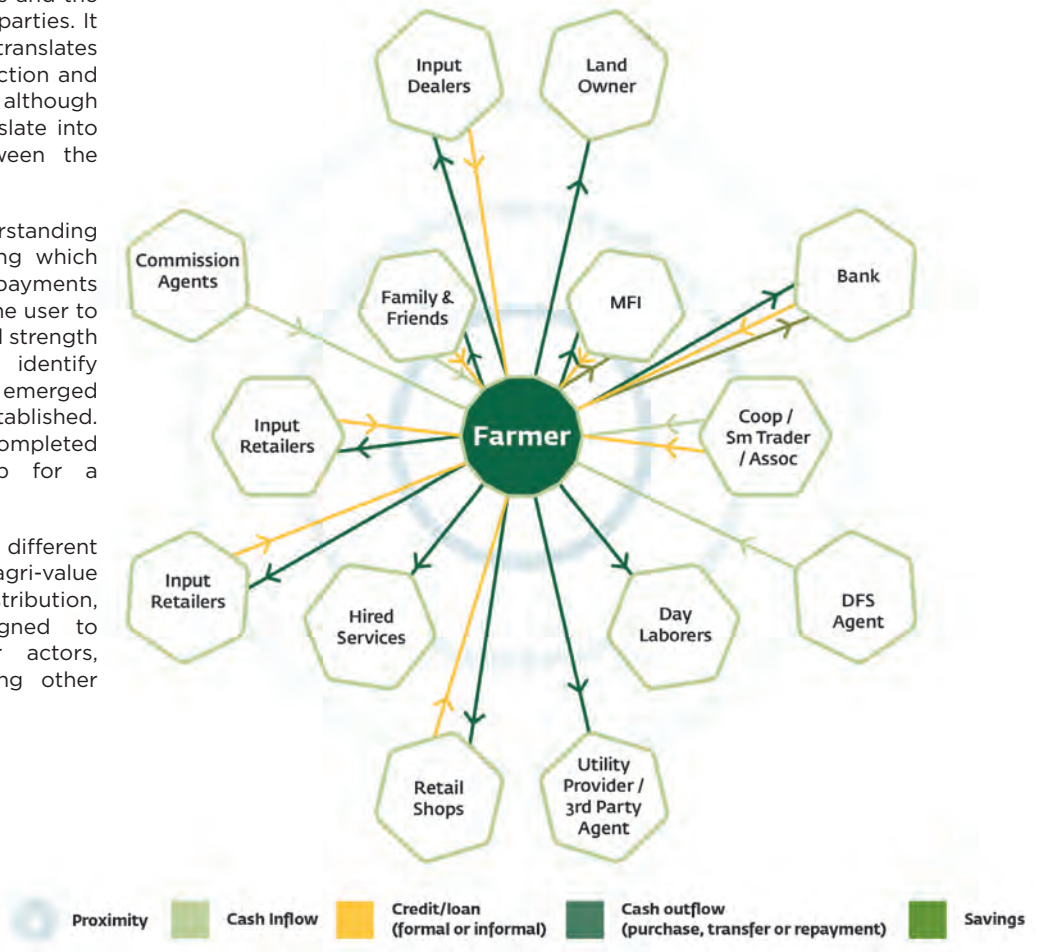 parties. It
translates
ction and
although
slate into
ween the
rstanding
ng which
payments
ne user to
strength
identify
emerged
tablished.
ompleted
for a
different
agri-value
stribution,
gned to
actors,
ng other
Input
Dealers
Land
Owner
Commission
Agents
Family &
Friends
MFI
Bank
Input
Retailers
Farmer
Coop /
Sm Trader
/ Assoc
Input
Retailers
Hired
Services
Day
Laborers
DFS
Agent
Retail
Shops
Utility
Provider /
3rd Party
Agent
Proximity
Cash Inflow
Credit/loan
(formal or informal)
Cash outflow
(purchase, transfer or repayment)
Savings